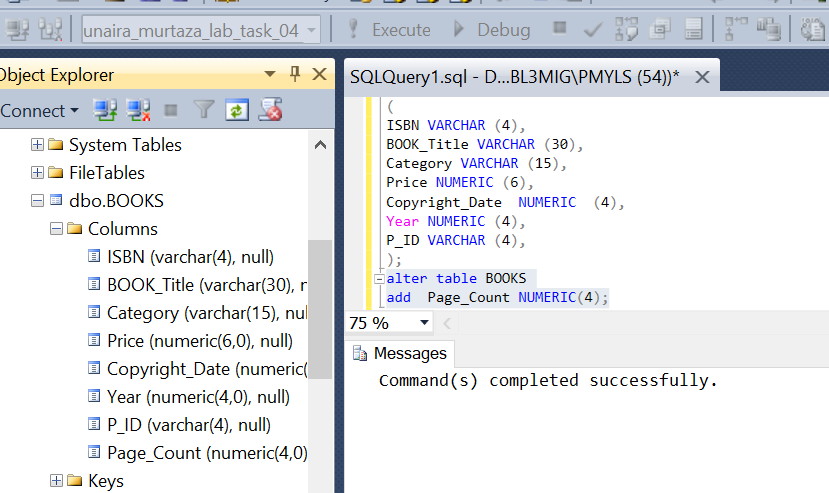 unaira_murtaza_lab_task_04
Execute
Debug
Object Explorer
Connect
System Tables
FileTables
dbo.BOOKS
Columns
ISBN (varchar(4), null)
BOOK_Title (varchar(30), n
Category (varchar(15), nul
Price (numeric(6,0), null)
Copyright_Date (numeric(
Year (numeric(4,0), null)
P_ID (varchar(4), null)
Page_Count (numeric(4,0)
Keys
SQLQuery1.sql - D...BL3MIG\PMYLS (54))*
(
ISBN VARCHAR (4),
BOOK_Title VARCHAR (30),
Category VARCHAR (15),
Price NUMERIC (6),
Copyright_Date  NUMERIC  (4),
Year NUMERIC (4),
P_ID VARCHAR (4),
);
alter table BOOKS
add  Page_Count NUMERIC(4);
75 %
Messages
Command(s) completed successfully.